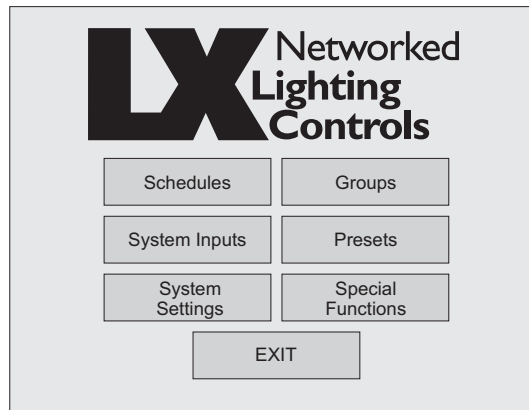 LX Networked
Lighting
Controls
Schedules
Groups
System Inputs
Presets
System
Settings
Special
Functions
EXIT